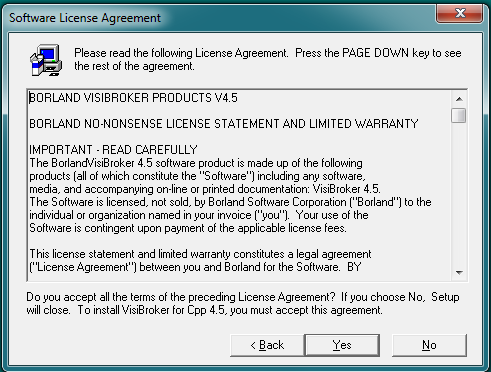 Software License Agreement
Please read the following License Agreement. Press the PAGE DOWN key to see
the rest of the agreement.
BORLAND VISIBROKER PRODUCTS V4.5
BORLAND NO-NONSENSE LICENSE STATEMENT AND LIMITED WARRANTY
IMPORTANT - READ CAREFULLY
The BorlandVisiBroker 4.5 software product is made up of the following
products (all of which constitute the "Software") including any software,
media, and accompanying on-line or printed documentation: VisiBroker 4.5.
The Software is licensed, not sold, by Borland Software Corporation ("Borland") to the
individual or organization named in your invoice ("you"). Your use of the
Software is contingent upon payment of the applicable license fees.
This license statement and limited warranty constitutes a legal agreement
("License Agreement") between you and Borland for the Software. BY
Do you accept all the terms of the preceding License Agreement? If you choose No, Setup
will close. To install VisiBroker for Cpp 4.5, you must accept this agreement.
< Back Yes No